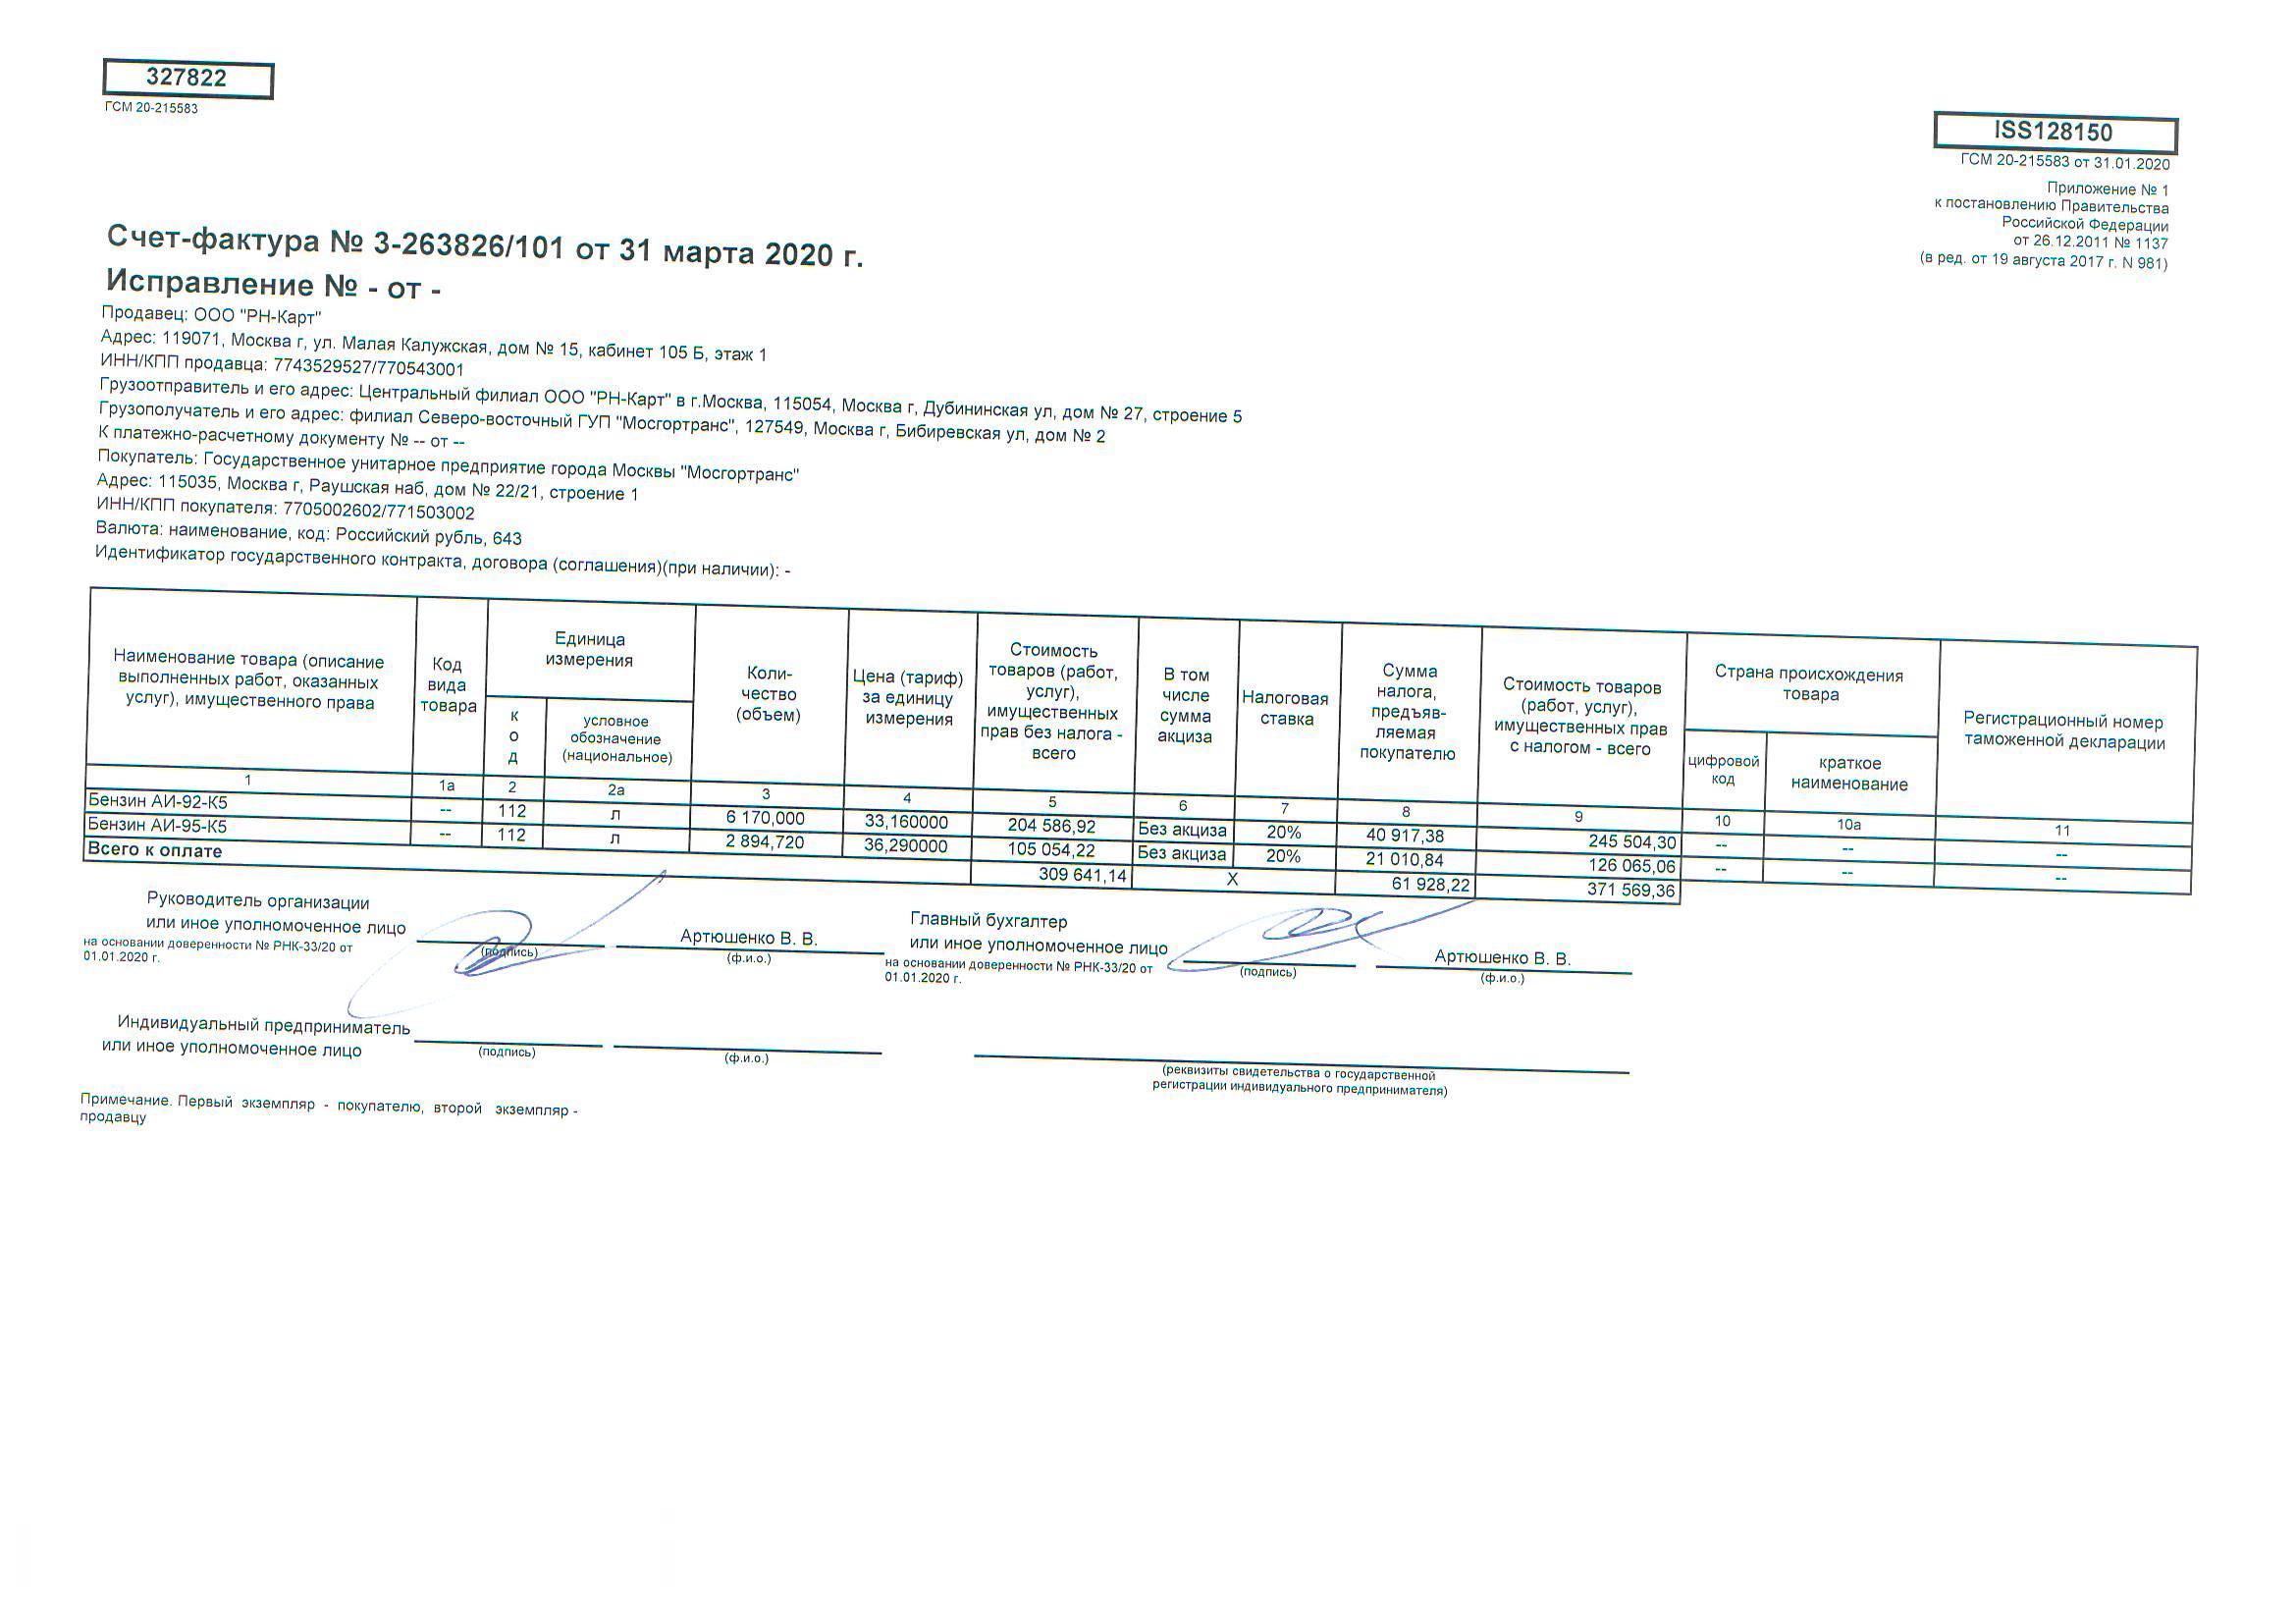 327822
ГСМ 20-215583
ISS128150
ГСМ 20-215583 от 31.01.2020
Приложение № 1
к постановлению Правительства
Российской Федерации
от 26.12.2011 № 1137
(в ред. от 19 августа 2017 г. N 981)
Счет-фактура № 3-263826/101 от 31 марта 2020 г.
Исправление № - от -
Продавец: ООО "РН-Карт"
Адрес: 119071, Москва г, ул. Малая Калужская, дом № 15, кабинет 105 Б, этаж 1
ИНН/КПП продавца: 7743529527/770543001
Грузоотправитель и его адрес: Центральный филиал ООО "РН-Карт" в г.Москва, 115054, Москва г, Дубининская ул, дом № 27, строение 5
Грузополучатель и его адрес: филиал Северо-восточный ГУП "Мосгортранс", 127549, Москва г, Бибиревская ул, дом № 2
К платежно-расчетному документу № -- от --
Покупатель: Государственное унитарное предприятие города Москвы "Мосгортранс"
Адрес: 115035, Москва г, Раушская наб, дом № 22/21, строение 1
ИНН/КПП покупателя: 7705002602/771503002
Валюта: наименование, код: Российский рубль, 643
Идентификатор государственного контракта, договора (соглашения)(при наличии): -
Наименование товара (описание
выполненных работ, оказанных
услуг), имущественного права
Код
вида
товара
Единица
измерения
к
о
д
условное
обозначение
(национальное)
Коли-
чество
(объем)
Цена (тариф)
за единицу
измерения
Стоимость
товаров (работ,
услуг),
имущественных
прав без налога -
всего
В том
числе
сумма
акциза
Налоговая
ставка
Сумма
налога,
предъяв-
ляемая
покупателю
Стоимость товаров
(работ, услуг),
имущественных прав
с налогом - всего
Страна происхождения
товара
цифровой
код
краткое
наименование
Регистрационный номер
таможенной декларации
1 1а 2 2а 3 4 5 6 7 8 9 10 10а 11
Бензин АИ-92-К5 -- 112 л 6 170,000 33,160000 204 586,92 Без акциза 20% 40 917,38 245 504,30 -- -- --
Бензин АИ-95-К5 -- 112 л 2 894,720 36,290000 105 054,22 Без акциза 20% 21 010,84 126 065,06 -- -- --
Всего к оплате 309 641,14 X 61 928,22 371 569,36
Руководитель организации
или иное уполномоченное лицо
на основании доверенности № РНК-33/20 от
01.01.2020 г.
(подпись)
Артюшенко В. В.
(ф.и.о.)
Главный бухгалтер
или иное уполномоченное лицо
на основании доверенности № РНК-33/20 от
01.01.2020 г.
(подпись)
Артюшенко В. В.
(ф.и.о.)
Индивидуальный предприниматель
или иное уполномоченное лицо
(подпись)
(ф.и.о.)
(реквизиты свидетельства о государственной
регистрации индивидуального предпринимателя)
Примечание. Первый экземпляр - покупателю, второй экземпляр -
продавцу